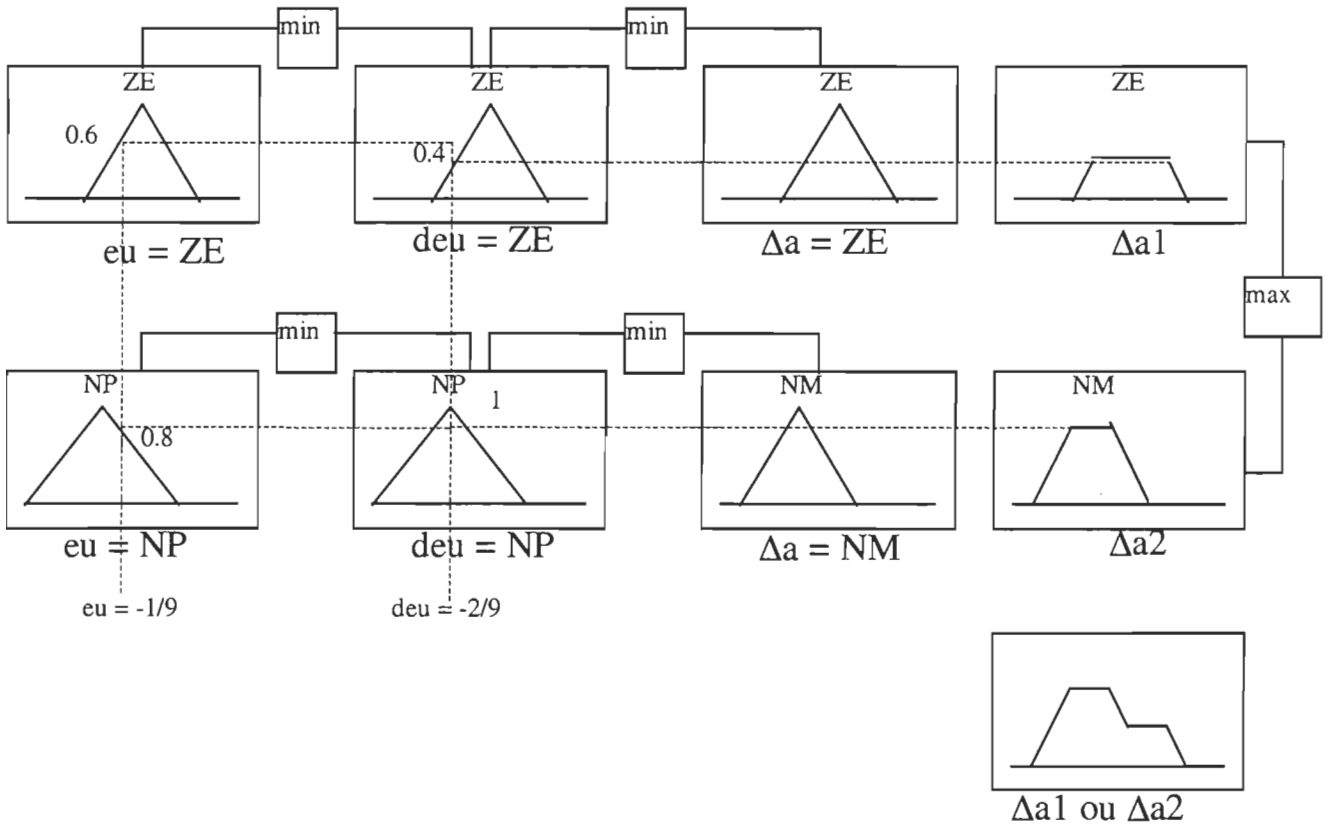 min min
ZE ZE ZE ZE
0.6 0.4
eu = ZE deu = ZE Δa = ZE Δa1
max
min min
NP NP 1 NM NM
0.8
eu = NP deu = NP Δa = NM Δa2
eu = -1/9 deu = -2/9
Δa1 ou Δa2